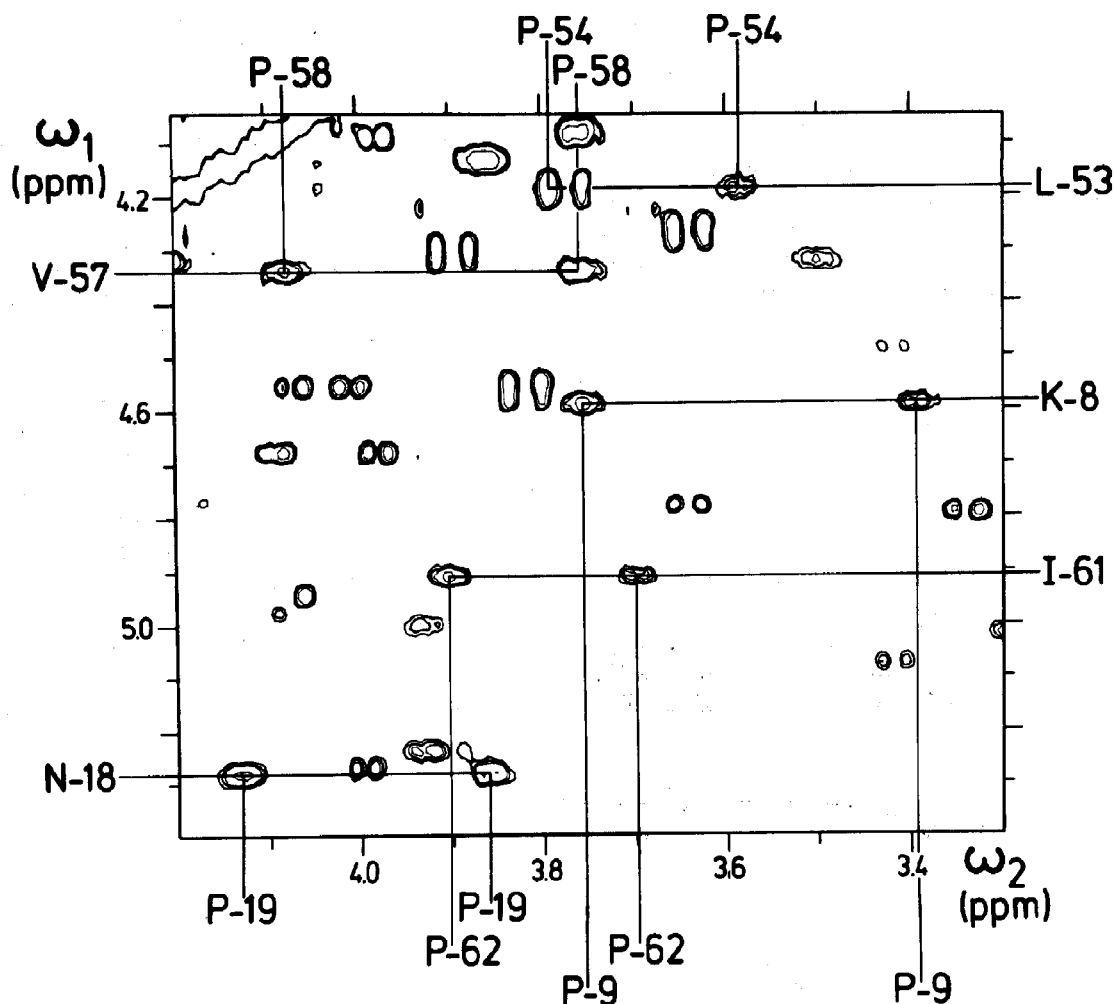 P-54 P-54
P-58 P-58
ω₁
(ppm)
L-53
4.2
V-57
4.6
K-8
I-61
5.0
N-18
4.0 3.8 3.6 3.4 ω₂
(ppm)
P-19 P-19
P-62 P-62
P-9 P-9